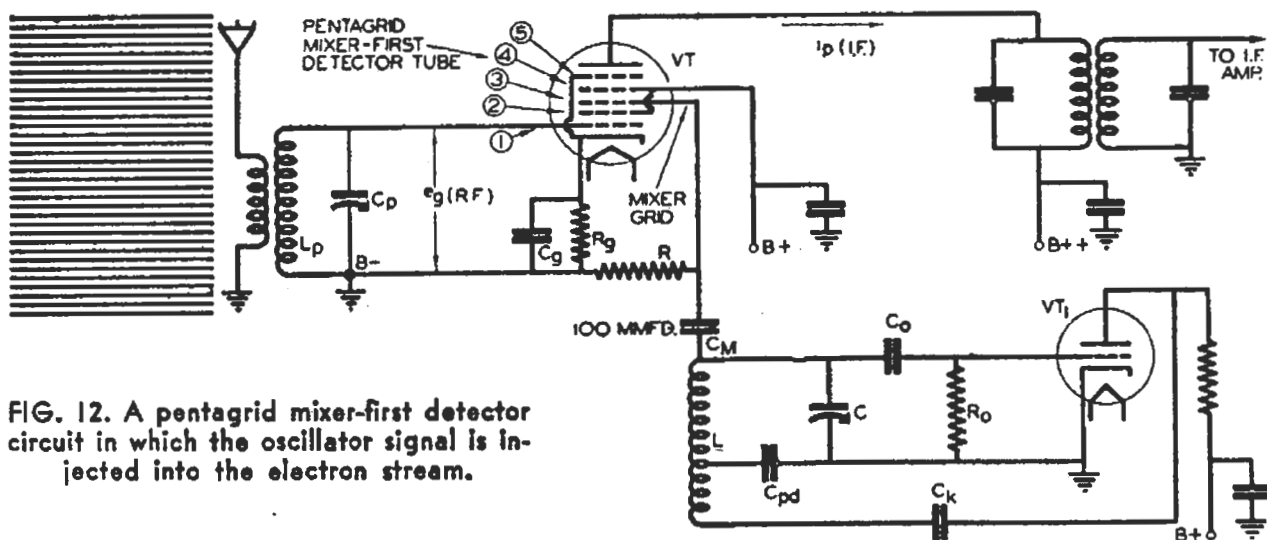 PENTAGRID
MIXER-FIRST
DETECTOR TUBE
⑤
④
③
②
①
VT
Ip (I.F.)
TO I.F.
AMP.
Cp
eg (R.F.)
Lp
B-
Cg
Rg
R
MIXER
GRID
B+
B++
100 MMFD.
CM
Co
VT1
C
Ro
L
Cpd
Ck
B+
FIG. 12. A pentagrid mixer-first detector
circuit in which the oscillator signal is in-
jected into the electron stream.